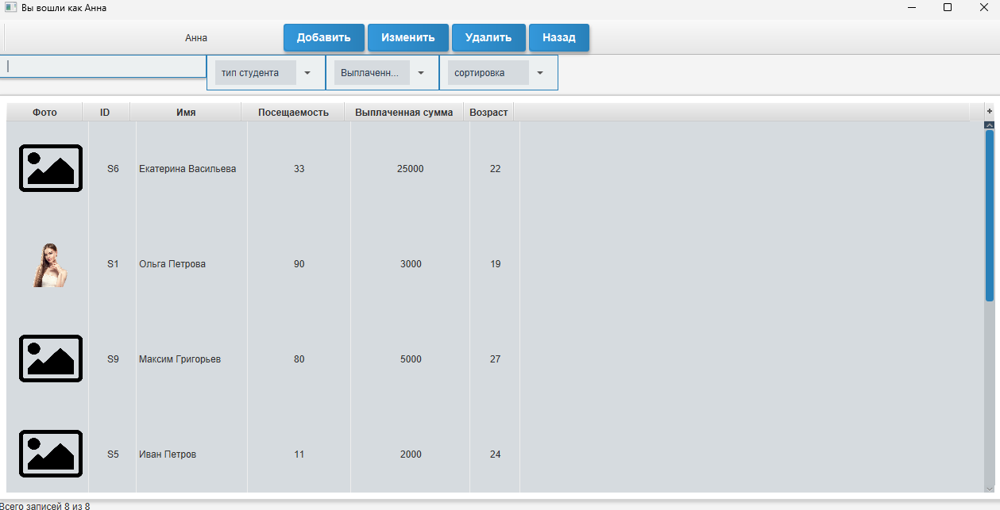 Вы вошли как Анна
Анна Добавить Изменить Удалить Назад
тип студента Выплаченн... сортировка
Фото ID Имя Посещаемость Выплаченная сумма Возраст +
S6 Екатерина Васильева 33 25000 22
S1 Ольга Петрова 90 3000 19
S9 Максим Григорьев 80 5000 27
S5 Иван Петров 11 2000 24
Всего записей 8 из 8